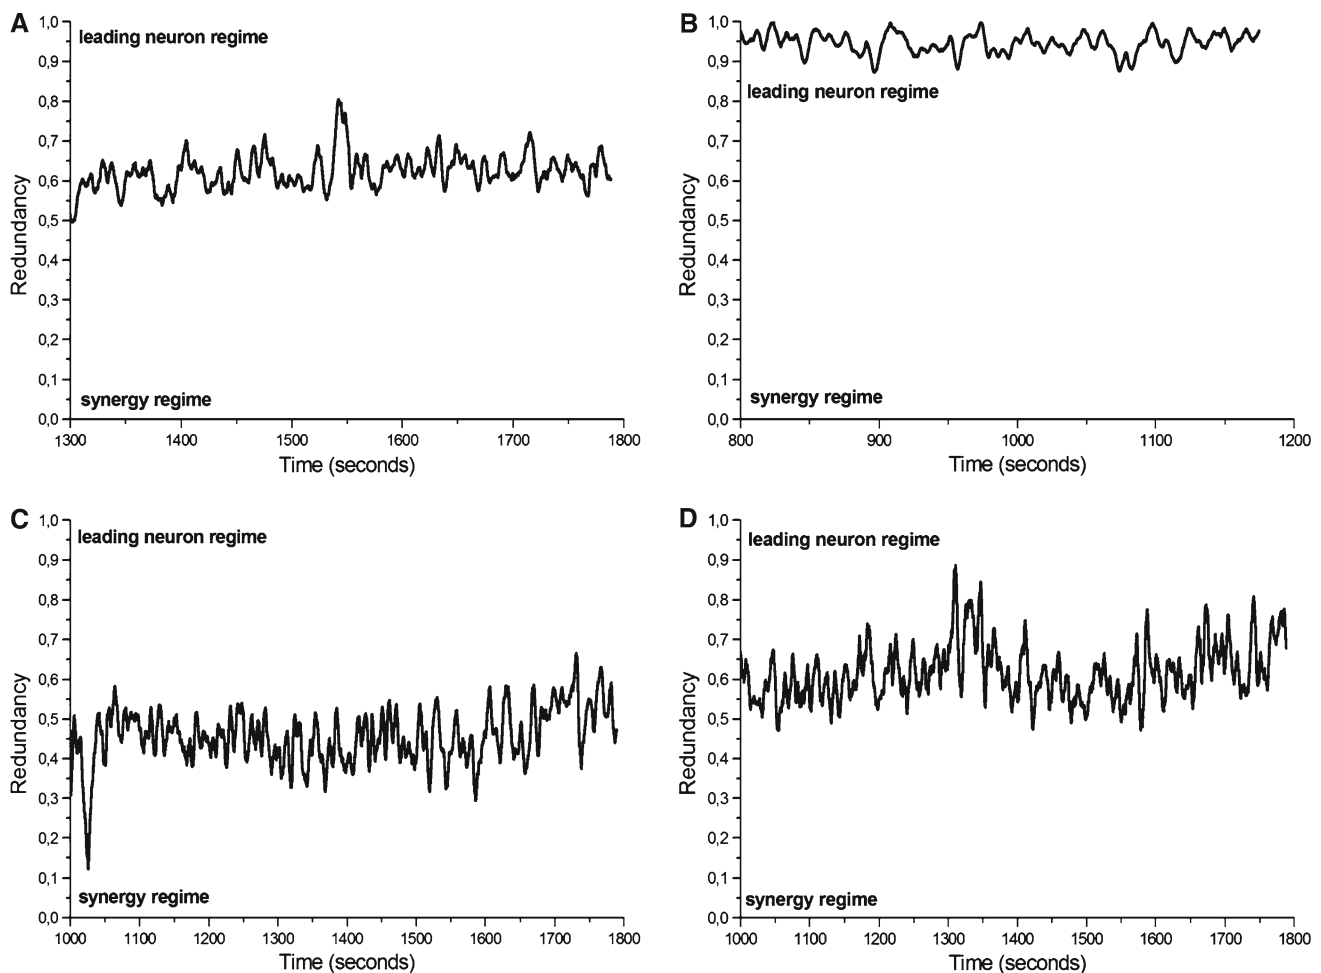 A
1,0
leading neuron regime
0,9
0,8
0,7
0,6
0,5
0,4
0,3
0,2
0,1
synergy regime
0,0
Redundancy
1300 1400 1500 1600 1700 1800
Time (seconds)
B
1,0
0,9
leading neuron regime
0,8
0,7
0,6
0,5
0,4
0,3
0,2
0,1
synergy regime
0,0
Redundancy
800 900 1000 1100 1200
Time (seconds)
C
1,0
leading neuron regime
0,9
0,8
0,7
0,6
0,5
0,4
0,3
0,2
0,1
synergy regime
0,0
Redundancy
1000 1100 1200 1300 1400 1500 1600 1700 1800
Time (seconds)
D
1,0
leading neuron regime
0,9
0,8
0,7
0,6
0,5
0,4
0,3
0,2
0,1
synergy regime
0,0
Redundancy
1000 1100 1200 1300 1400 1500 1600 1700 1800
Time (seconds)